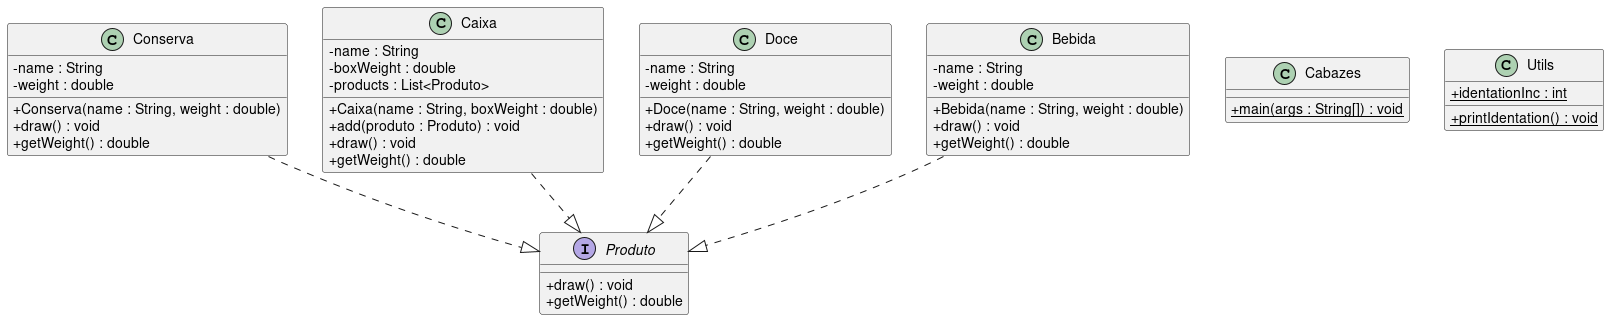 C Conserva
-name : String
-weight : double
+Conserva(name : String, weight : double)
+draw() : void
+getWeight() : double
C Caixa
-name : String
-boxWeight : double
-products : List<Produto>
+Caixa(name : String, boxWeight : double)
+add(produto : Produto) : void
+draw() : void
+getWeight() : double
C Doce
-name : String
-weight : double
+Doce(name : String, weight : double)
+draw() : void
+getWeight() : double
C Bebida
-name : String
-weight : double
+Bebida(name : String, weight : double)
+draw() : void
+getWeight() : double
C Cabazes
+main(args : String[]) : void
C Utils
+identationInc : int
+printIdentation() : void
I Produto
+draw() : void
+getWeight() : double